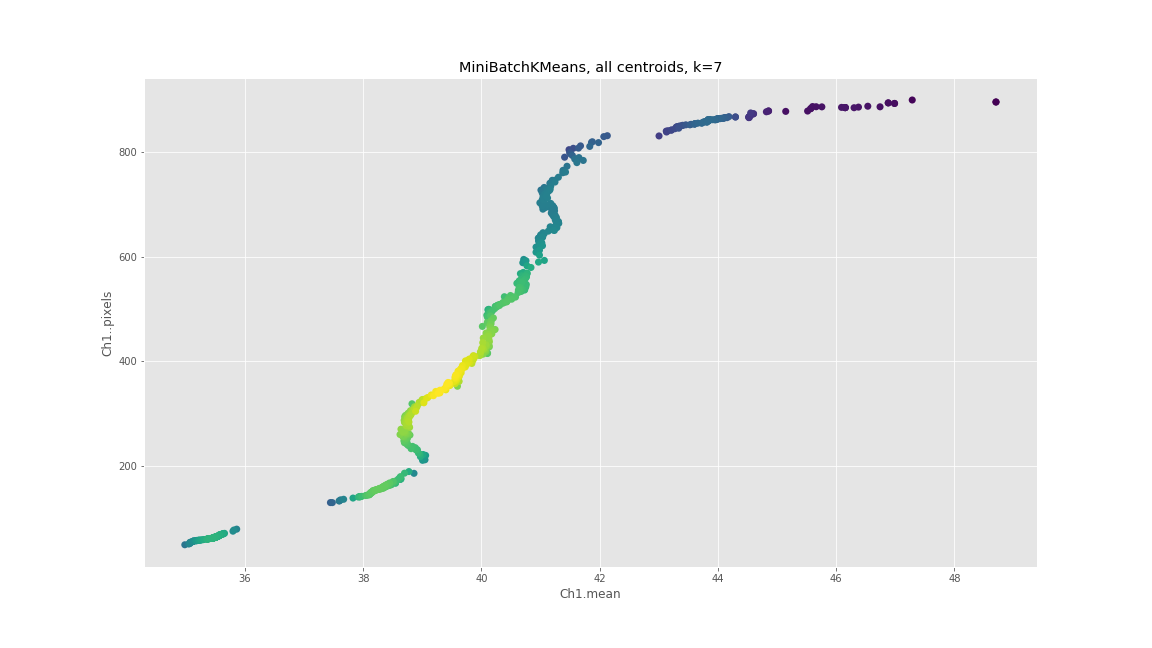 MiniBatchKMeans, all centroids, k=7
800
600
400
200
Ch1..pixels
36 38 40 42 44 46 48
Ch1.mean